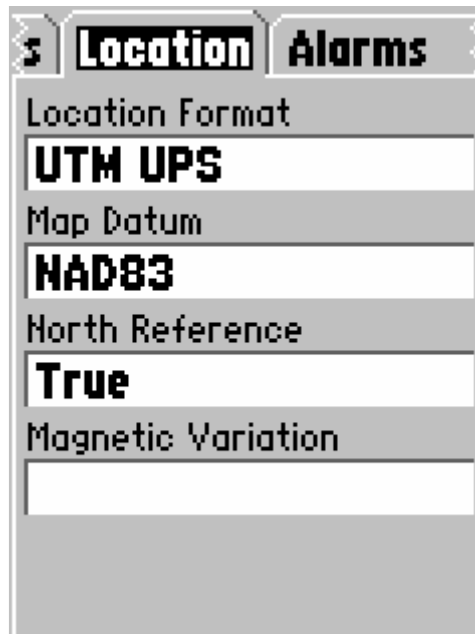 s Location Alarms
Location Format
UTM UPS
Map Datum
NAD83
North Reference
True
Magnetic Variation